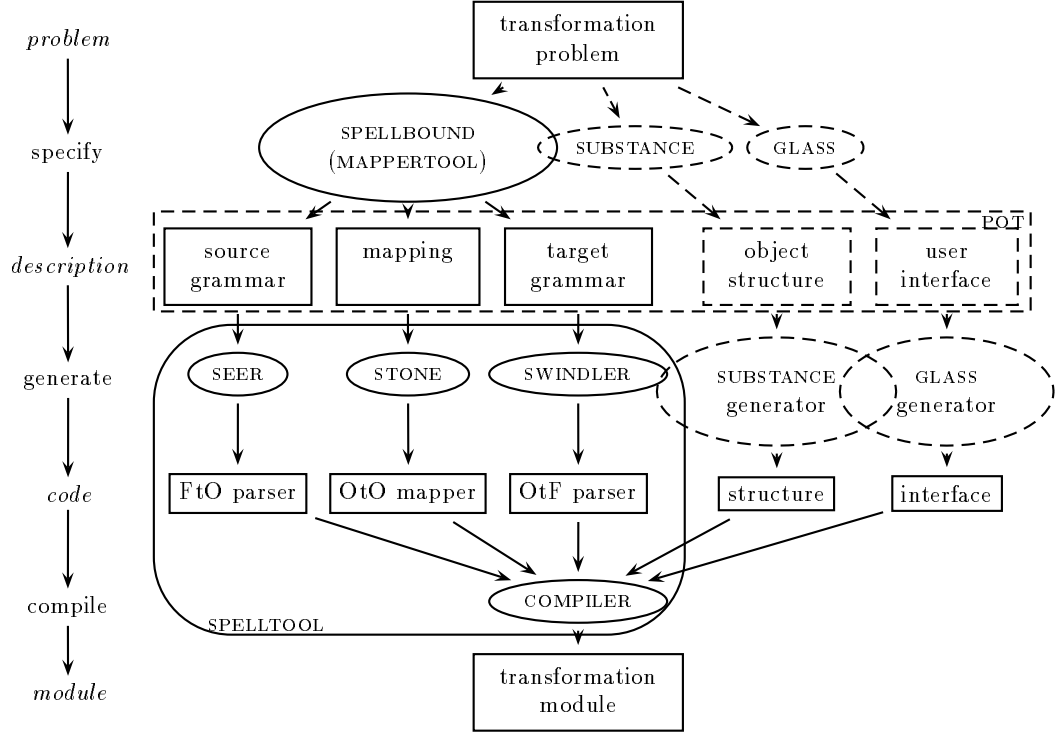 transformation
problem
problem
SPELLBOUND
(MAPPERTOOL)
SUBSTANCE
GLASS
specify
POT
source
grammar
mapping
target
grammar
object
structure
user
interface
description
generate
SEER
STONE
SWINDLER
SUBSTANCE
generator
GLASS
generator
code
FtO parser
OtO mapper
OtF parser
structure
interface
compile
COMPILER
SPELLTOOL
module
transformation
module